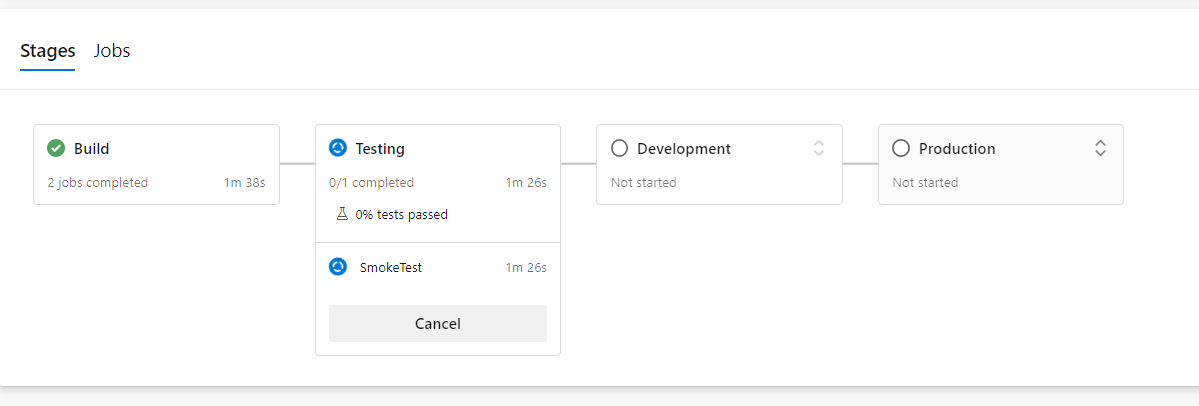 Stages Jobs
Build
2 jobs completed 1m 38s
Testing
0/1 completed 1m 26s
0% tests passed
SmokeTest 1m 26s
Cancel
Development
Not started
Production
Not started